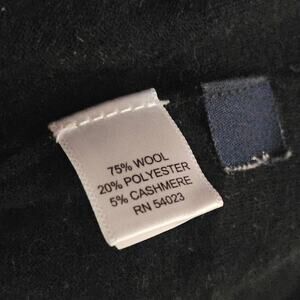 75% WOOL
20% POLYESTER
5% CASHMERE
RN 54023